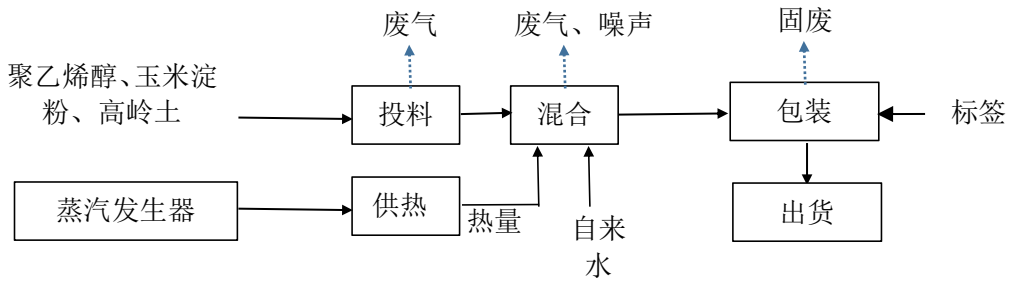 废气
废气、噪声
固废
聚乙烯醇、玉米淀
粉、高岭土
投料
混合
包装
标签
蒸汽发生器
供热
热量
自来
水
出货